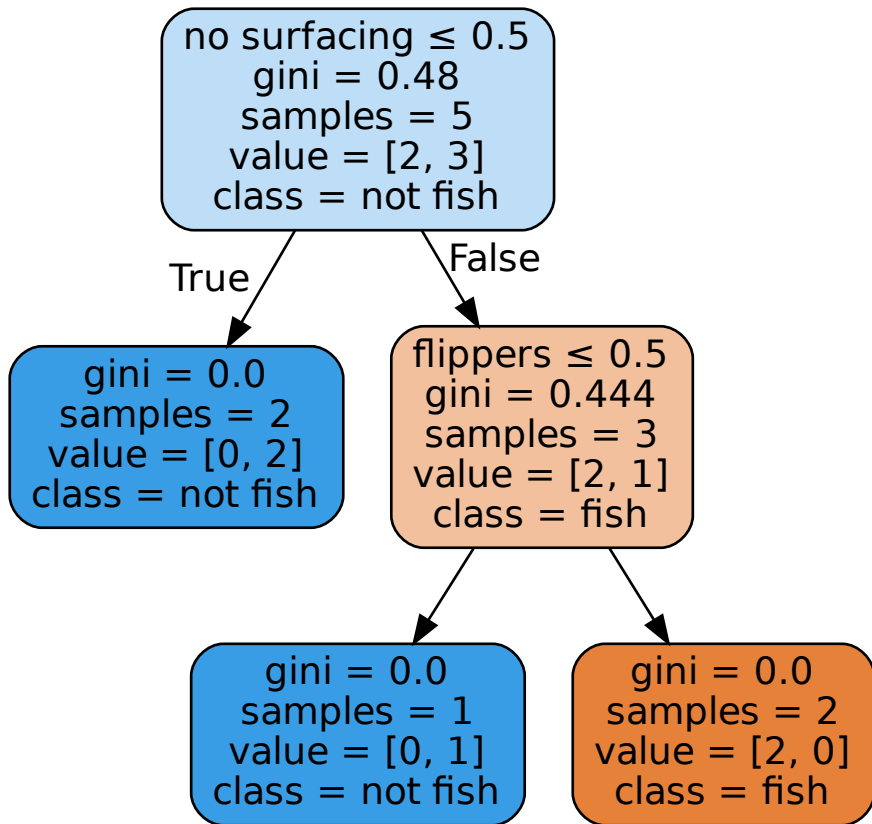 no surfacing ≤ 0.5
gini = 0.48
samples = 5
value = [2, 3]
class = not fish
True
False
gini = 0.0
samples = 2
value = [0, 2]
class = not fish
flippers ≤ 0.5
gini = 0.444
samples = 3
value = [2, 1]
class = fish
gini = 0.0
samples = 1
value = [0, 1]
class = not fish
gini = 0.0
samples = 2
value = [2, 0]
class = fish